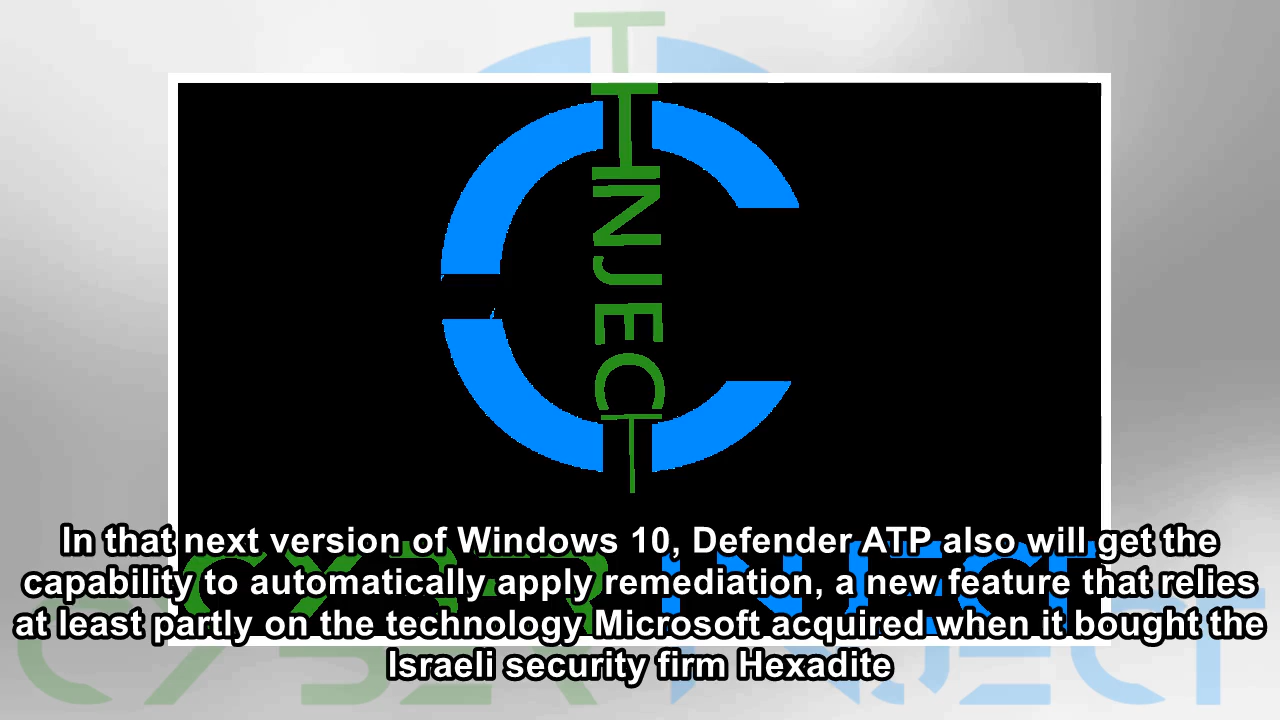 INJECT
In that next version of Windows 10, Defender ATP also will get the
capability to automatically apply remediation, a new feature that relies
at least partly on the technology Microsoft acquired when it bought the
Israeli security firm Hexadite
CYBER INJECT